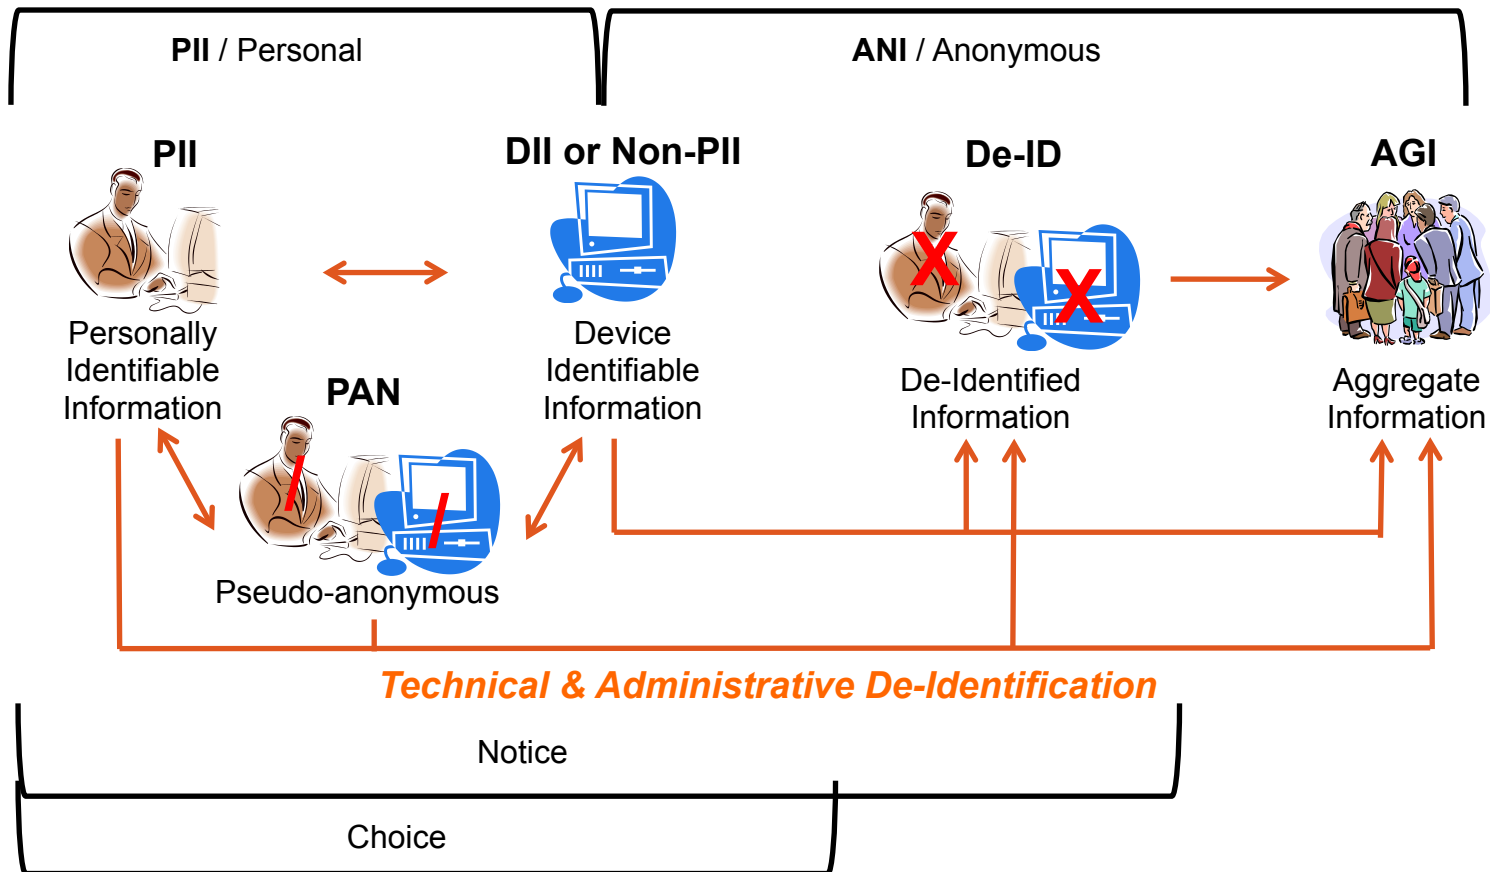 PII / Personal
ANI / Anonymous
PII
DII or Non-PII
De-ID
AGI
X
X
Personally
Identifiable
Information
Device
Identifiable
Information
De-Identified
Information
Aggregate
Information
PAN
/
/
Pseudo-anonymous
Technical & Administrative De-Identification
Notice
Choice